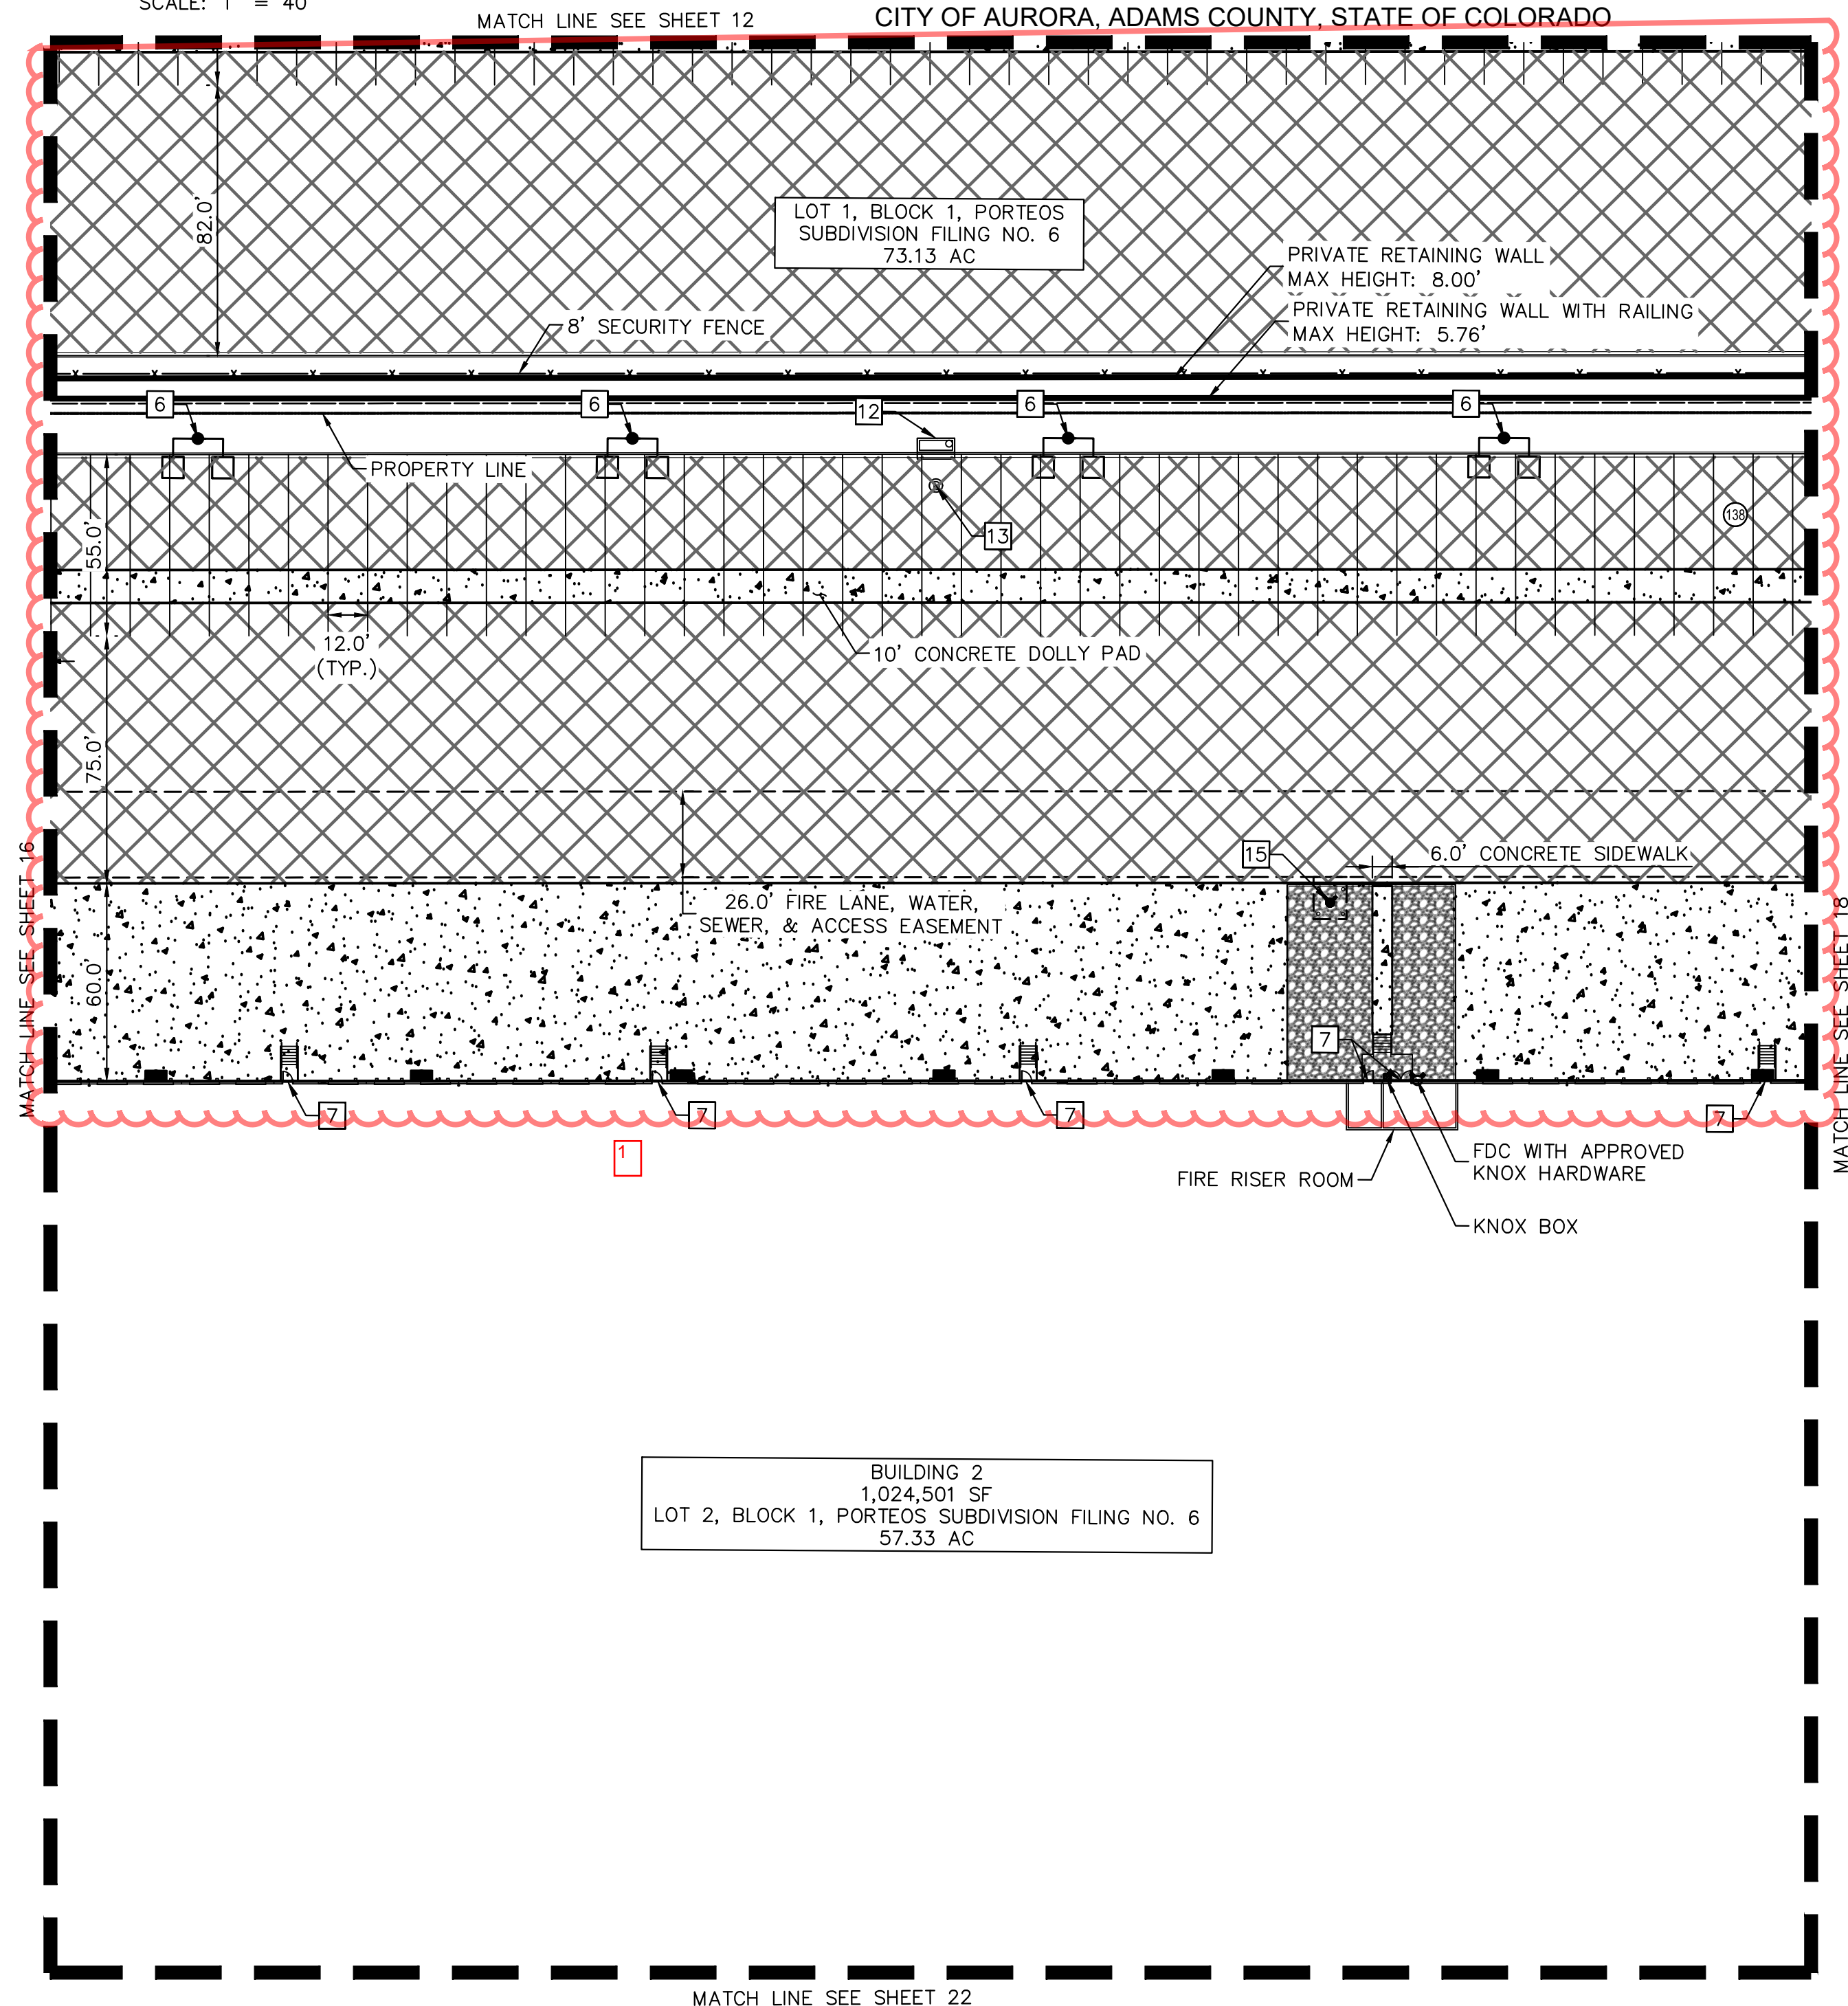 SCALE: 1" = 40'
MATCH LINE SEE SHEET 12
CITY OF AURORA, ADAMS COUNTY, STATE OF COLORADO
82.0'
LOT 1, BLOCK 1, PORTEOS
SUBDIVISION FILING NO. 6
73.13 AC
PRIVATE RETAINING WALL
MAX HEIGHT: 8.00'
PRIVATE RETAINING WALL WITH RAILING
MAX HEIGHT: 5.76'
8' SECURITY FENCE
6
6
12
6
6
PROPERTY LINE
13
138
55.0'
12.0'
(TYP.)
10' CONCRETE DOLLY PAD
75.0'
15
6.0' CONCRETE SIDEWALK
26.0' FIRE LANE, WATER,
SEWER, & ACCESS EASEMENT
60.0'
MATCH LINE SEE SHEET 16
MATCH LINE SEE SHEET 18
7
7
7
7
7
1
FIRE RISER ROOM
FDC WITH APPROVED
KNOX HARDWARE
KNOX BOX
BUILDING 2
1,024,501 SF
LOT 2, BLOCK 1, PORTEOS SUBDIVISION FILING NO. 6
57.33 AC
MATCH LINE SEE SHEET 22